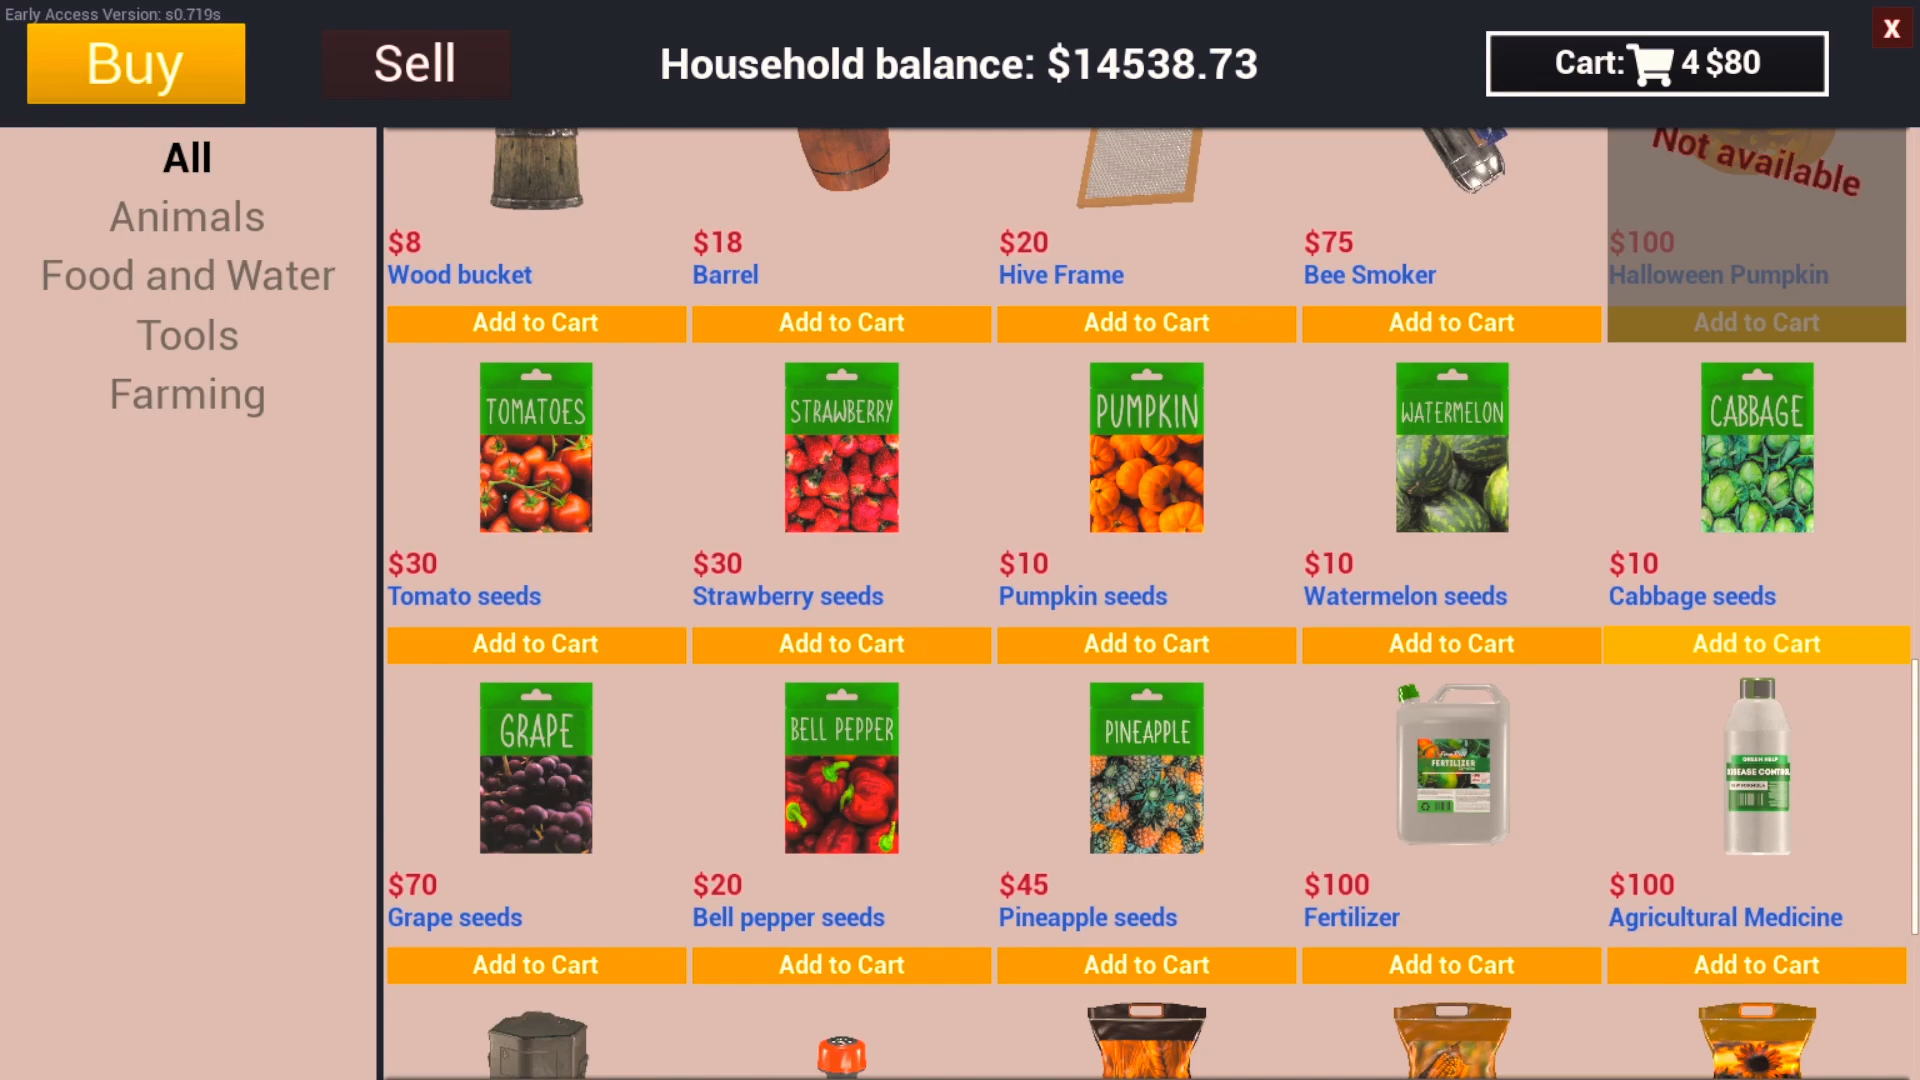 Early Access Version: s0.719s
Buy
Sell
Household balance: $14538.73
Cart: 4 $80
X
All
Animals
Food and Water
Tools
Farming
Not available
$8
Wood bucket
Add to Cart
$18
Barrel
Add to Cart
$20
Hive Frame
Add to Cart
$75
Bee Smoker
Add to Cart
$100
Halloween Pumpkin
Add to Cart
TOMATOES
$30
Tomato seeds
Add to Cart
STRAWBERRY
$30
Strawberry seeds
Add to Cart
PUMPKIN
$10
Pumpkin seeds
Add to Cart
WATERMELON
$10
Watermelon seeds
Add to Cart
CABBAGE
$10
Cabbage seeds
Add to Cart
GRAPE
$70
Grape seeds
Add to Cart
BELL PEPPER
$20
Bell pepper seeds
Add to Cart
PINEAPPLE
$45
Pineapple seeds
Add to Cart
FERTILIZER
$100
Fertilizer
Add to Cart
GREEN HELP
$100
Agricultural Medicine
Add to Cart